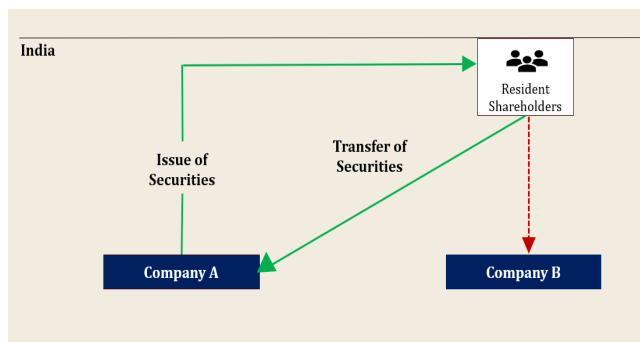 India
Resident
Shareholders
Transfer of
Securities
Issue of
Securities
Company A
Company B